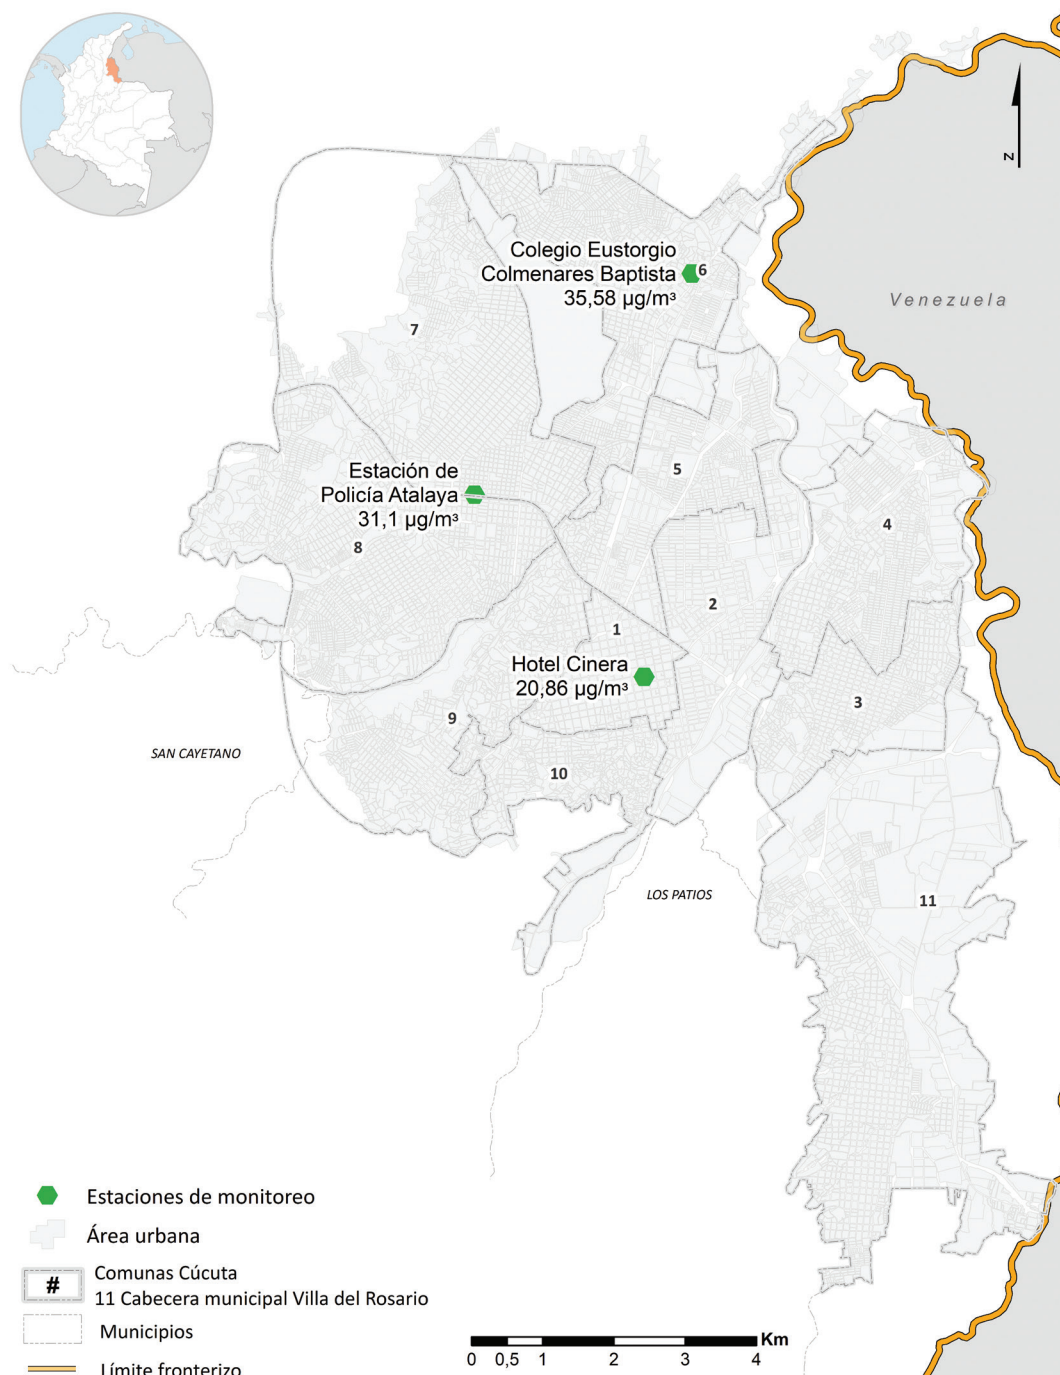 N
Colegio Eustorgio
Colmenares Baptista
35,58 µg/m³
6
Venezuela
7
Estación de
Policía Atalaya
31,1 µg/m³
5
4
8
2
1
Hotel Cinera
20,86 µg/m³
3
9
SAN CAYETANO
10
LOS PATIOS
11
Estaciones de monitoreo
Área urbana
#
Comunas Cúcuta
11 Cabecera municipal Villa del Rosario
Municipios
Límite fronterizo
Km
0 0,5 1 2 3 4